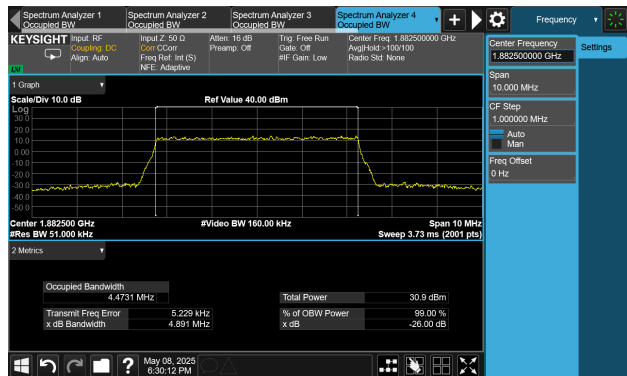 Spectrum Analyzer 1
Occupied BW
Spectrum Analyzer 2
Occupied BW
Spectrum Analyzer 3
Occupied BW
Spectrum Analyzer 4
Occupied BW
Frequency
KEYSIGHT
Input: RF
Coupling: DC
Align: Auto
Input Z: 50 Ω
Corr CCorr
Freq Ref: Int (S)
NFE: Adaptive
Atten: 16 dB
Preamp: Off
Trig: Free Run
Gate: Off
#IF Gain: Low
Center Freq: 1.882500000 GHz
Avg|Hold:>100/100
Radio Std: None
LXI
1 Graph
Scale/Div 10.0 dB
Ref Value 40.00 dBm
Log
30.0
20.0
10.0
0.00
-10.0
-20.0
-30.0
-40.0
-50.0
Center 1.882500 GHz
#Video BW 160.00 kHz
Span 10 MHz
#Res BW 51.000 kHz
Sweep 3.73 ms (2001 pts)
2 Metrics
Occupied Bandwidth
4.4731 MHz
Total Power
30.9 dBm
Transmit Freq Error
5.229 kHz
% of OBW Power
99.00 %
x dB Bandwidth
4.891 MHz
x dB
-26.00 dB
Center Frequency
1.882500000 GHz
Settings
Span
10.000 MHz
CF Step
1.000000 MHz
Auto
Man
Freq Offset
0 Hz
?
May 08, 2025
6:30:12 PM